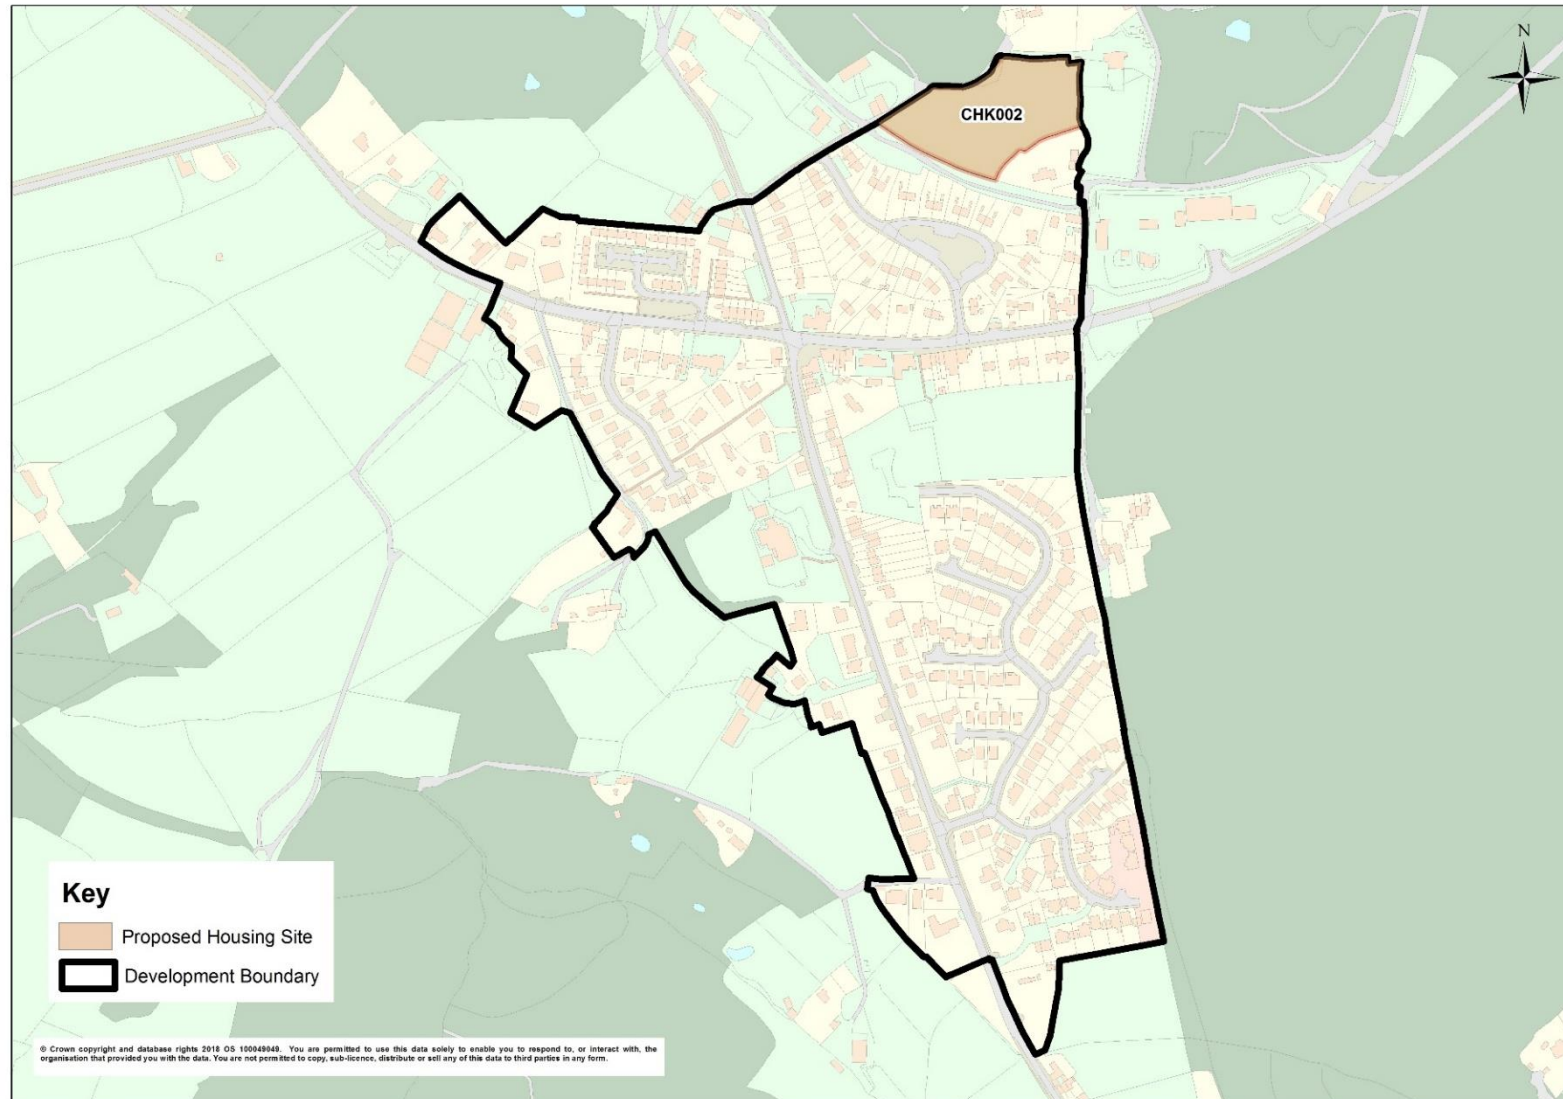 N
CHK002
Key
Proposed Housing Site
Development Boundary
© Crown copyright and database rights 2018 OS 100049049. You are permitted to use this data solely to enable you to respond to, or interact with, the
organisation that provided you with the data. You are not permitted to copy, sub-licence, distribute or sell any of this data to third parties in any form.